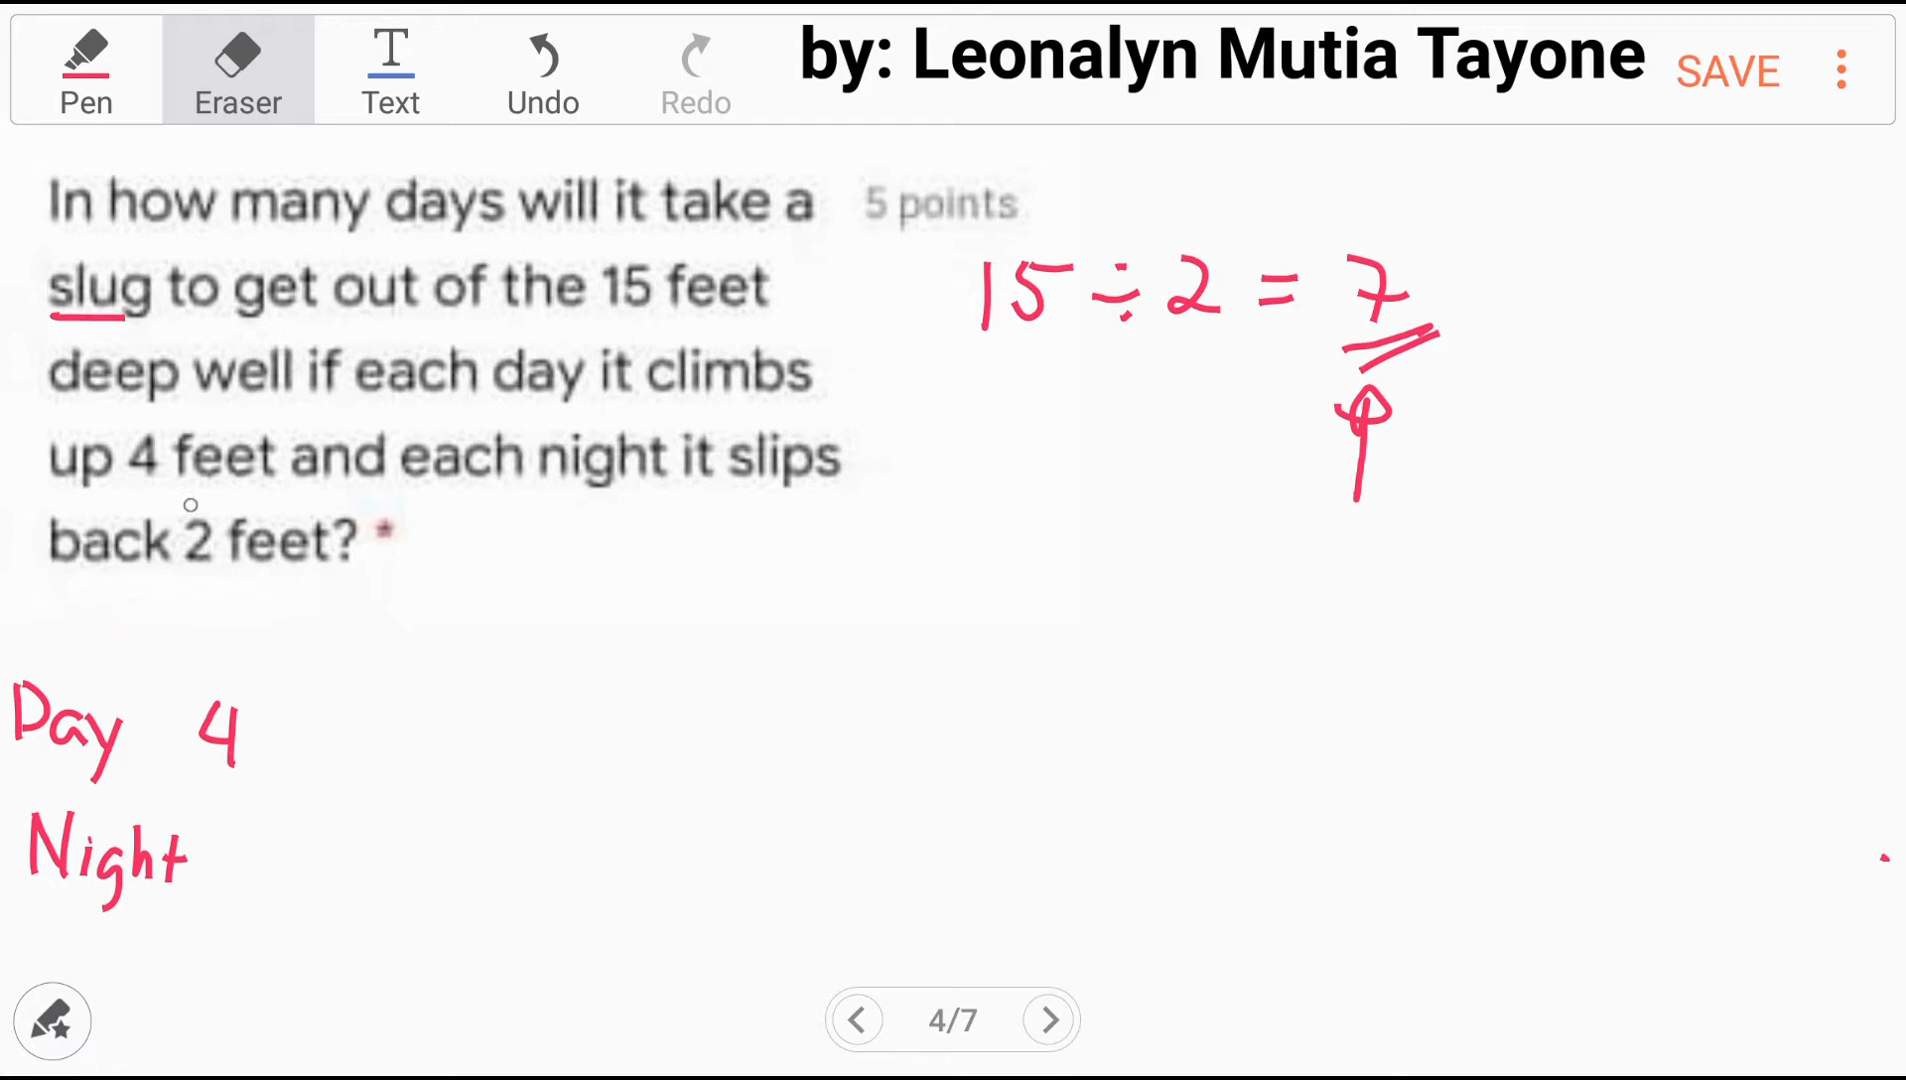 by: Leonalyn Mutia Tayone
SAVE
Pen
Eraser
Text
Undo
Redo
In how many days will it take a
5 points
slug to get out of the 15 feet
deep well if each day it climbs
up 4 feet and each night it slips
back 2 feet? *
15 ÷ 2 = 7
Day 4
Night
4/7